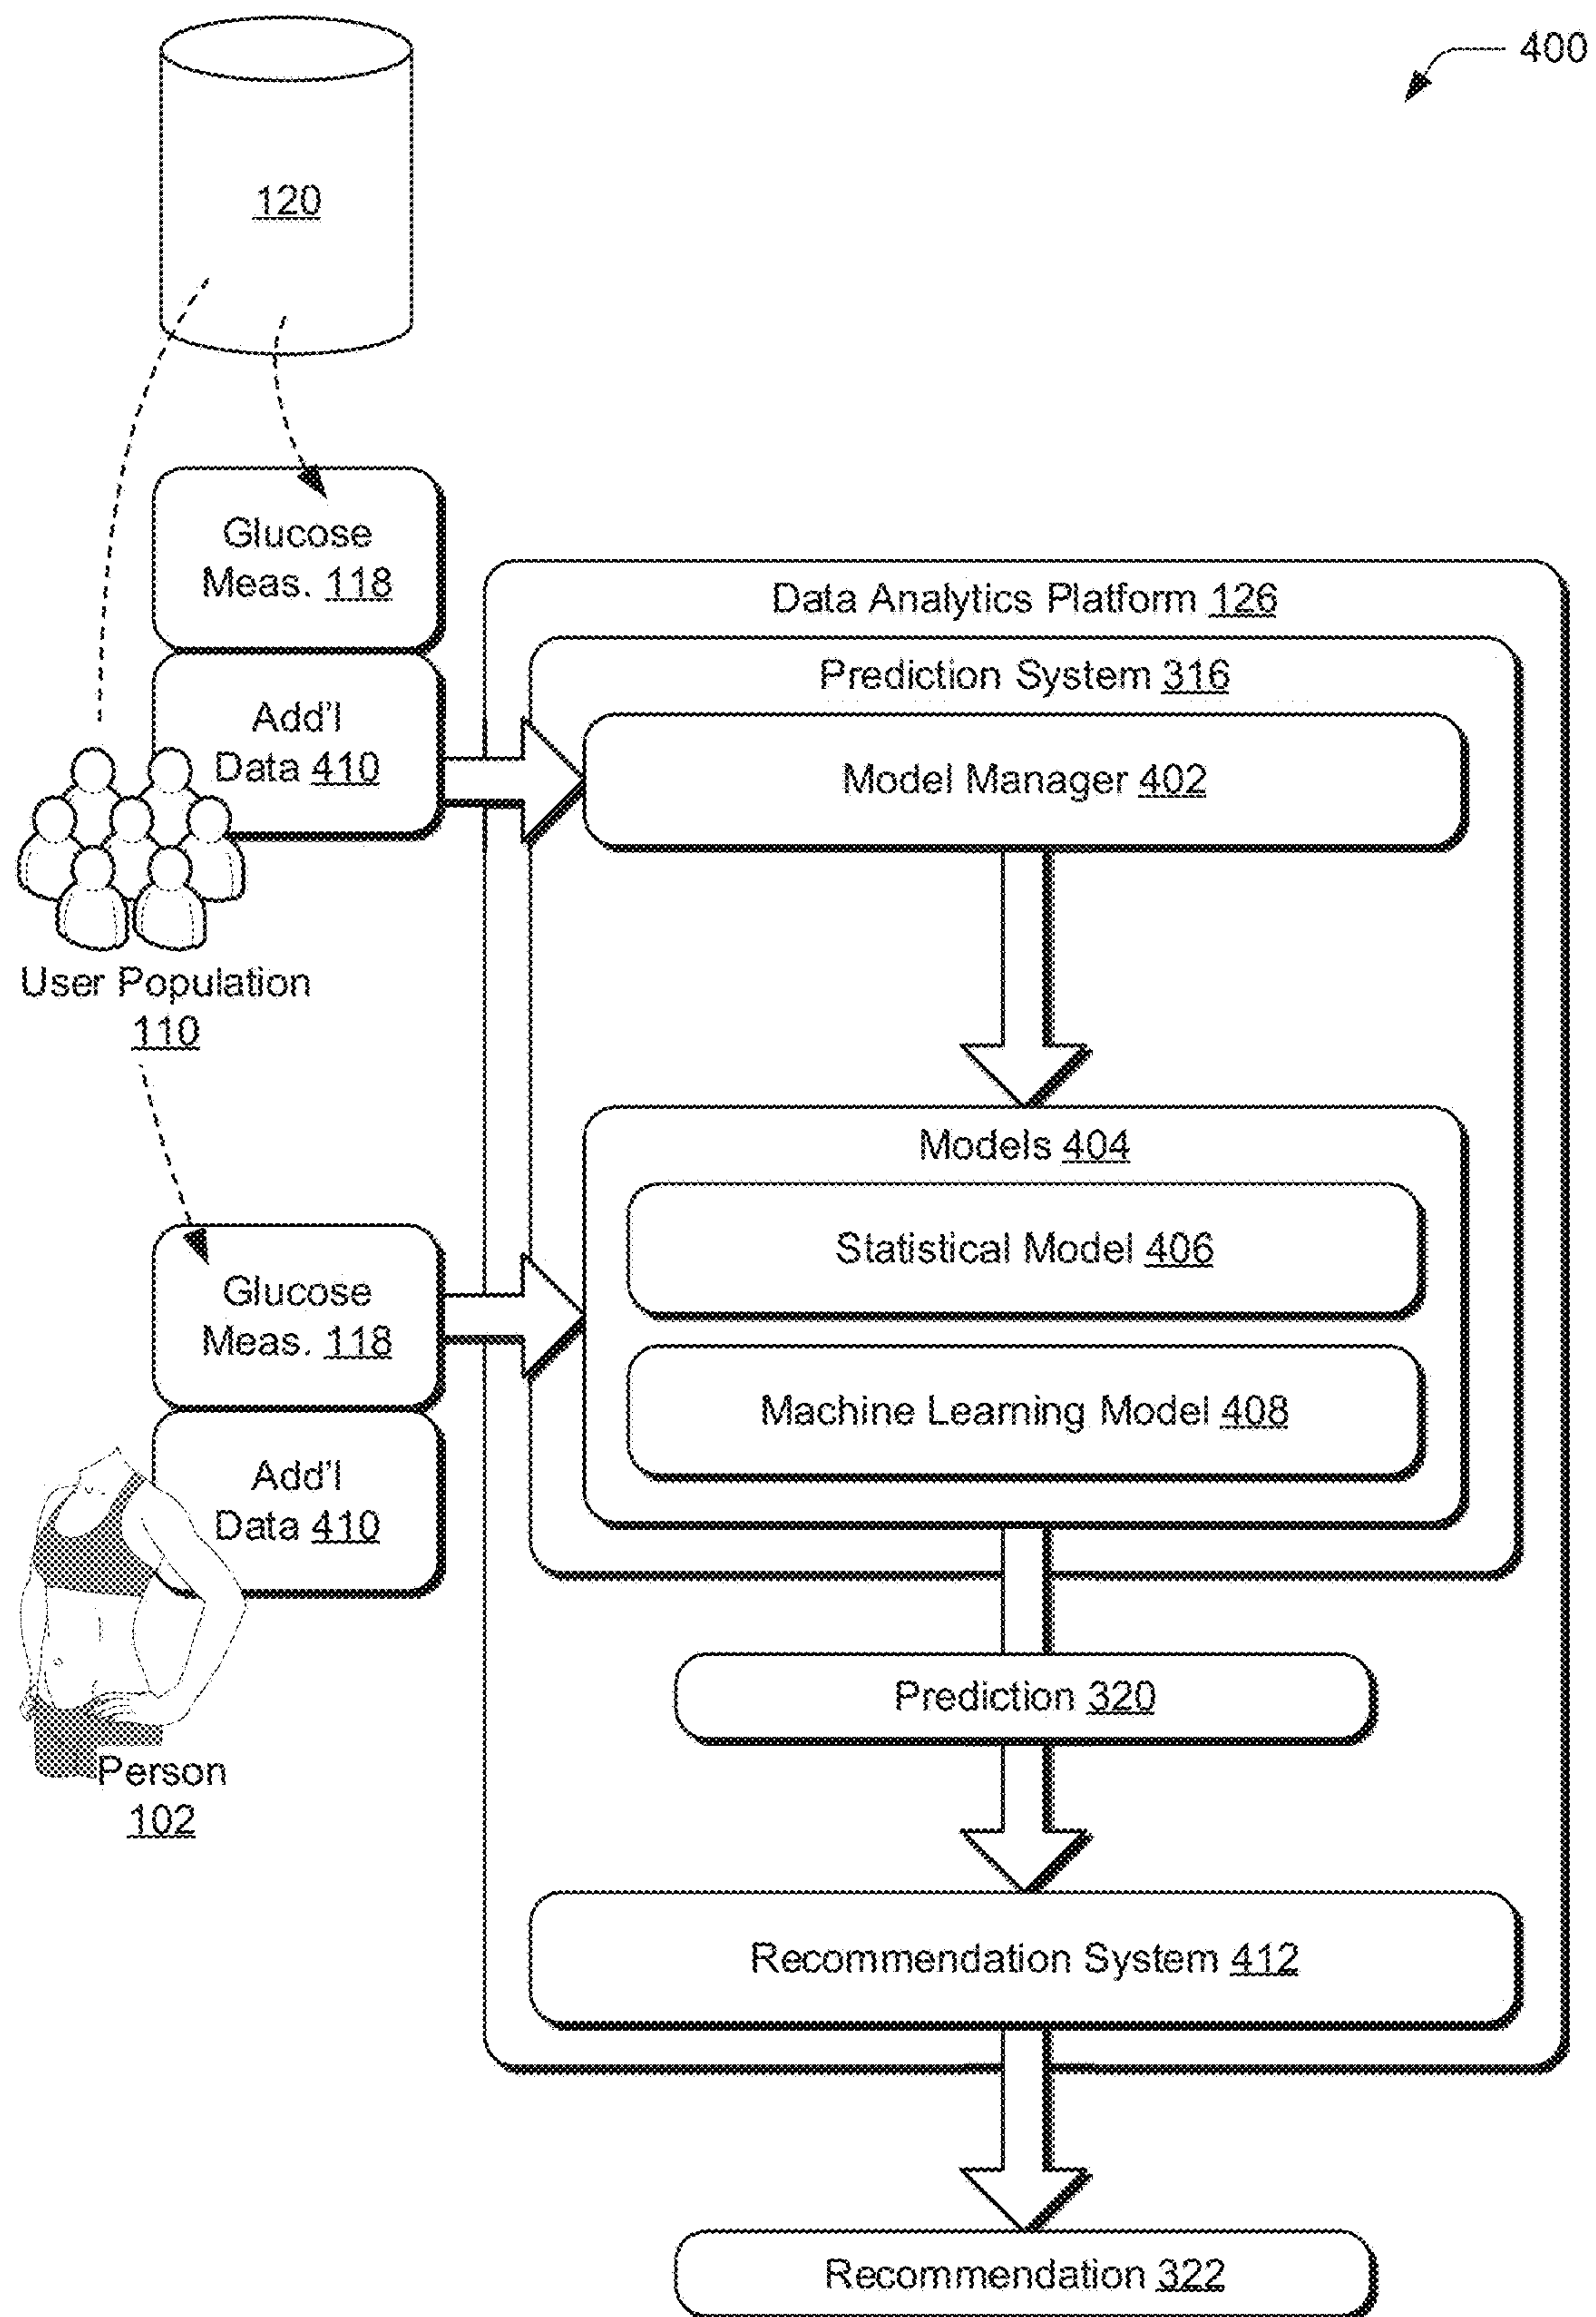 400
120
Glucose
Meas. 118
Add'l
Data 410
User Population
110
Data Analytics Platform 126
Prediction System 316
Model Manager 402
Models 404
Statistical Model 406
Machine Learning Model 408
Glucose
Meas. 118
Add'l
Data 410
Person
102
Prediction 320
Recommendation System 412
Recommendation 322